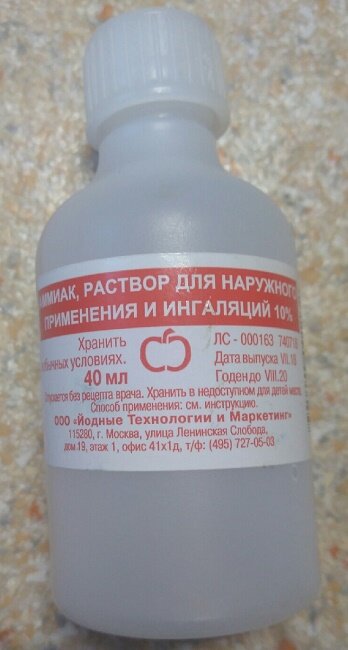 АММИАК, РАСТВОР ДЛЯ НАРУЖНОГО
ПРИМЕНЕНИЯ И ИНГАЛЯЦИЙ 10%
Хранить
обычных условиях.
40 мл
ЛС - 000163
Дата выпуска VII.18
Годен до VIII.20
Отпускается без рецепта врача. Хранить в недоступном для детей месте.
Способ применения: см. инструкцию.
ООО «Йодные Технологии и Маркетинг»
115280, г. Москва, улица Ленинская Слобода,
дом.19, этаж 1, офис 41х1д, т/ф: (495) 727-05-03